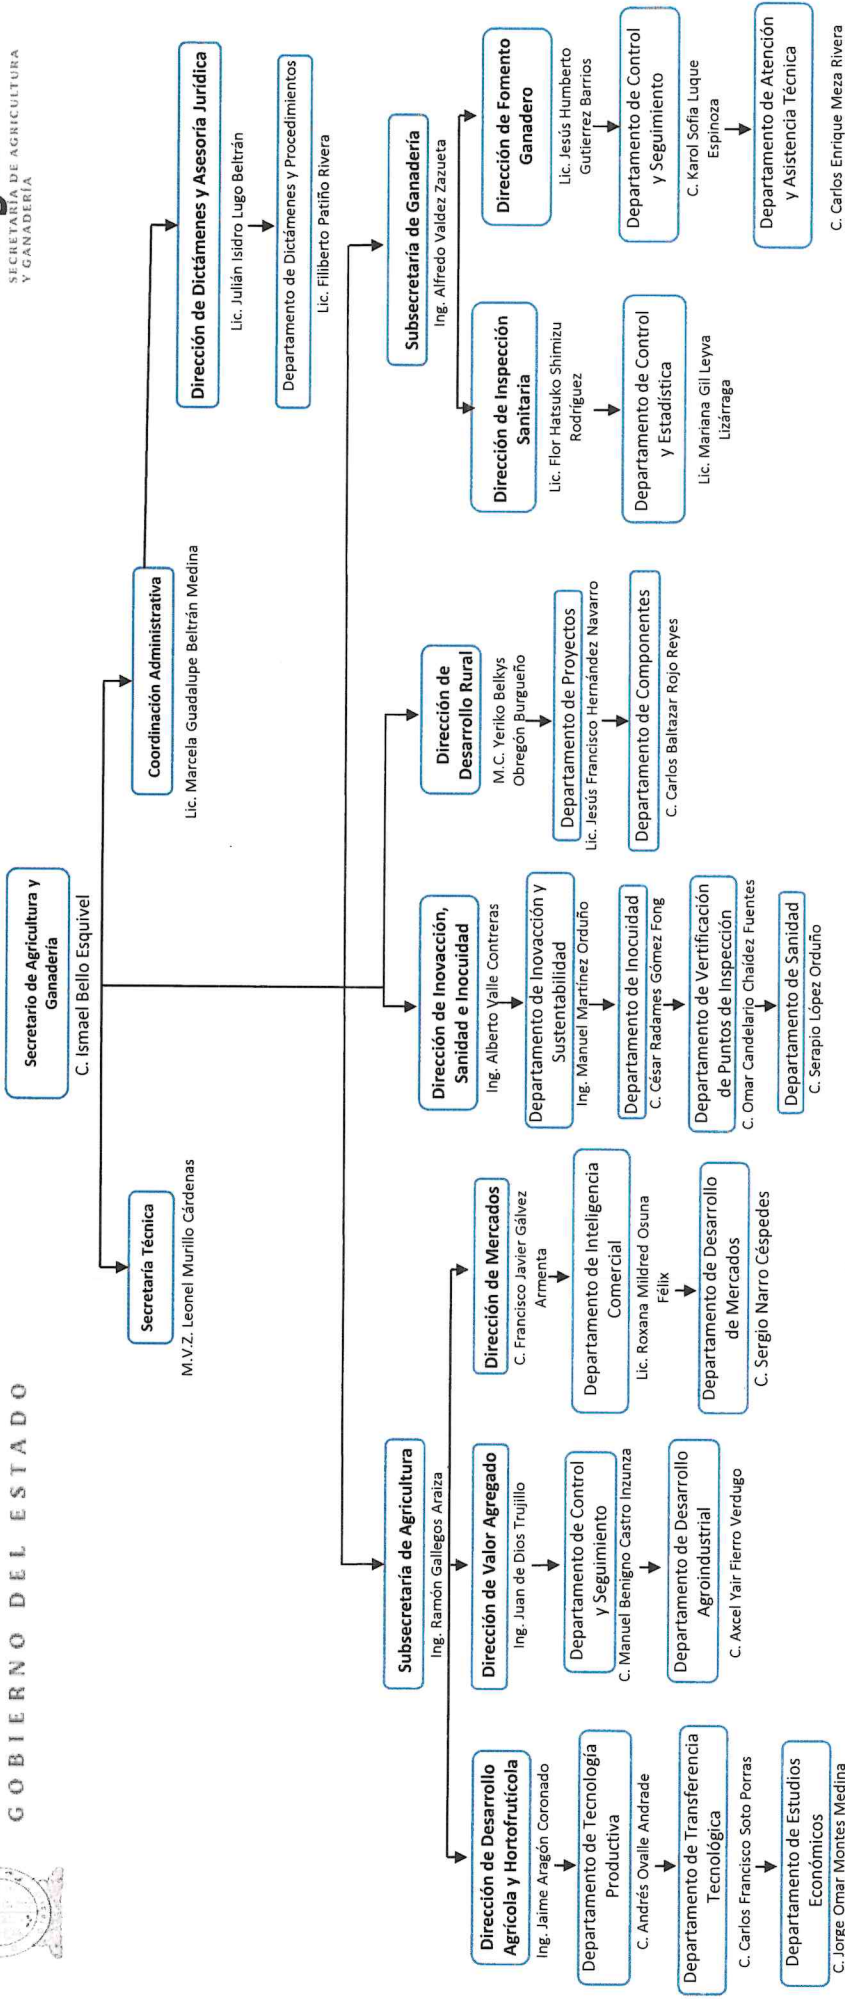 GOBIERNO DEL ESTADO
SECRETARÍA DE AGRICULTURA
Y GANADERÍA
Secretario de Agricultura y
Ganadería
C. Ismael Bello Esquivel
Secretaría Técnica
M.V.Z. Leonel Murillo Cárdenas
Coordinación Administrativa
Lic. Marcela Guadalupe Beltrán Medina
Dirección de Dictámenes y Asesoría Jurídica
Lic. Julián Isidro Lugo Beltrán
Departamento de Dictámenes y Procedimientos
Lic. Filiberto Patiño Rivera
Subsecretaría de Agricultura
Ing. Ramón Gallegos Araiza
Dirección de Desarrollo
Agrícola y Hortofrutícola
Ing. Jaime Aragón Coronado
Departamento de Tecnología
Productiva
C. Andrés Ovalle Andrade
Departamento de Transferencia
Tecnológica
C. Carlos Francisco Soto Porras
Departamento de Estudios
Económicos
C. Jorge Omar Montes Medina
Dirección de Valor Agregado
Ing. Juan de Dios Trujillo
Departamento de Control
y Seguimiento
C. Manuel Benigno Castro Inzunza
Departamento de Desarrollo
Agroindustrial
C. Axcel Yair Fierro Verdugo
Dirección de Mercados
C. Francisco Javier Gálvez
Armenta
Departamento de Inteligencia
Comercial
Lic. Roxana Mildred Osuna
Félix
Departamento de Desarrollo
de Mercados
C. Sergio Narro Céspedes
Dirección de Inovacción,
Sanidad e Inocuidad
Ing. Alberto Valle Contreras
Departamento de Inovacción y
Sustentabilidad
Ing. Manuel Martínez Orduño
Departamento de Inocuidad
C. César Radames Gómez Fong
Departamento de Vertificación
de Puntos de Inspección
C. Omar Candelario Chaídez Fuentes
Departamento de Sanidad
C. Serapio López Orduño
Dirección de
Desarrollo Rural
M.C. Yeriko Belkys
Obregón Burgueño
Departamento de Proyectos
Lic. Jesús Francisco Hernández Navarro
Departamento de Componentes
C. Carlos Baltazar Rojo Reyes
Subsecretaría de Ganadería
Ing. Alfredo Valdez Zazueta
Dirección de Inspección
Sanitaria
Lic. Flor Hatsuko Shimizu
Rodríguez
Departamento de Control
y Estadística
Lic. Mariana Gil Leyva
Lizárraga
Dirección de Fomento
Ganadero
Lic. Jesús Humberto
Gutierrez Barrios
Departamento de Control
y Seguimiento
C. Karol Sofia Luque
Espinoza
Departamento de Atención
y Asistencia Técnica
C. Carlos Enrique Meza Rivera